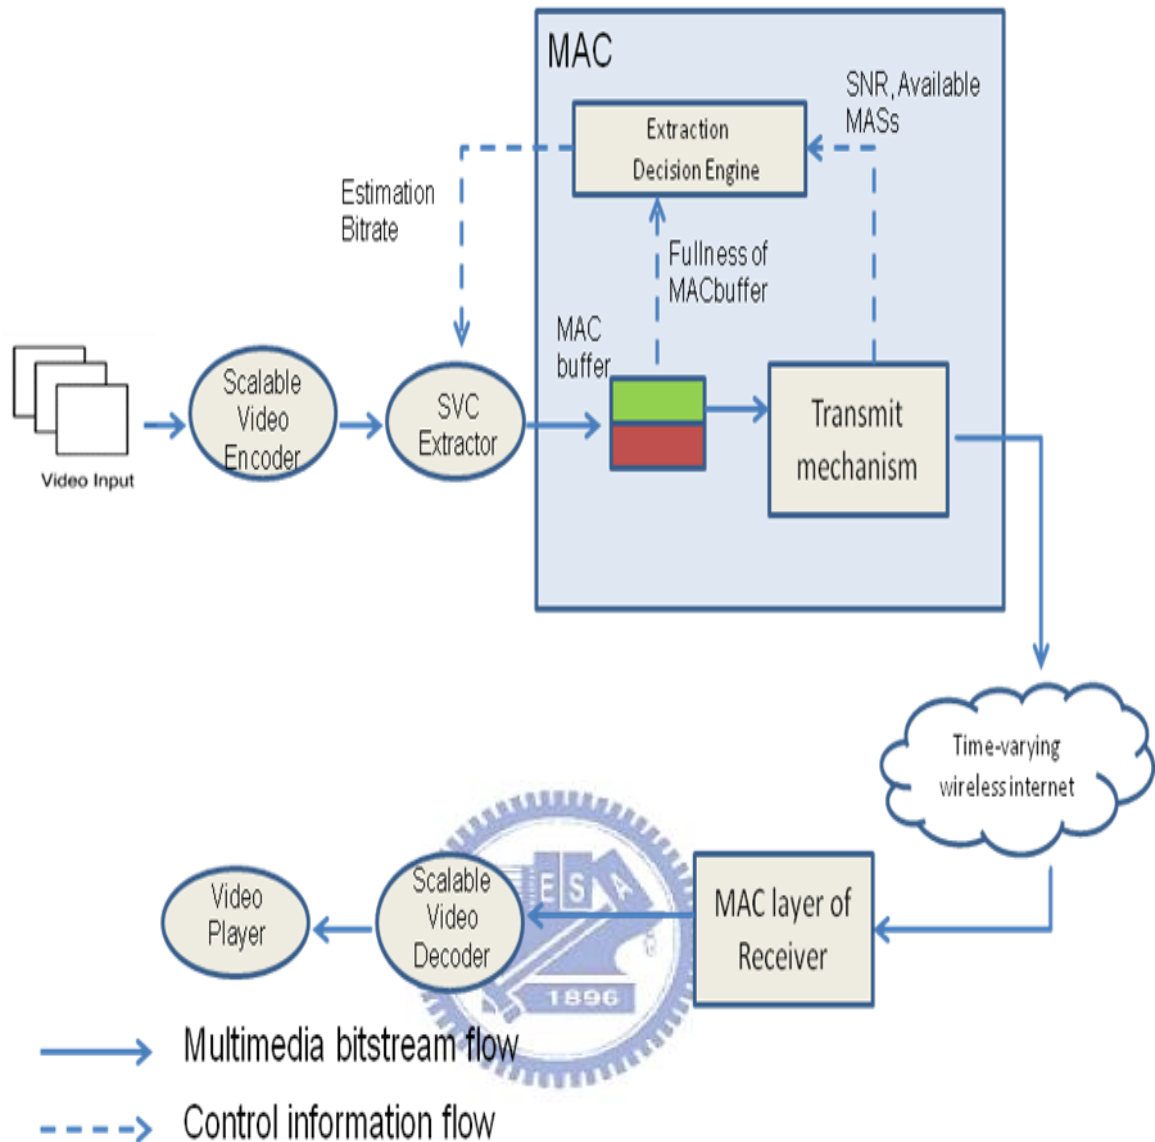 MAC
SNR, Available
MASs
Extraction
Decision Engine
Estimation
Bitrate
Fullness of
MACbuffer
MAC
buffer
Scalable
Video
Encoder
SVC
Extractor
Transmit
mechanism
Video Input
Time-varying
wireless internet
Video
Player
Scalable
Video
Decoder
MAC layer of
Receiver
E S A
1896
Multimedia bitstream flow
Control information flow